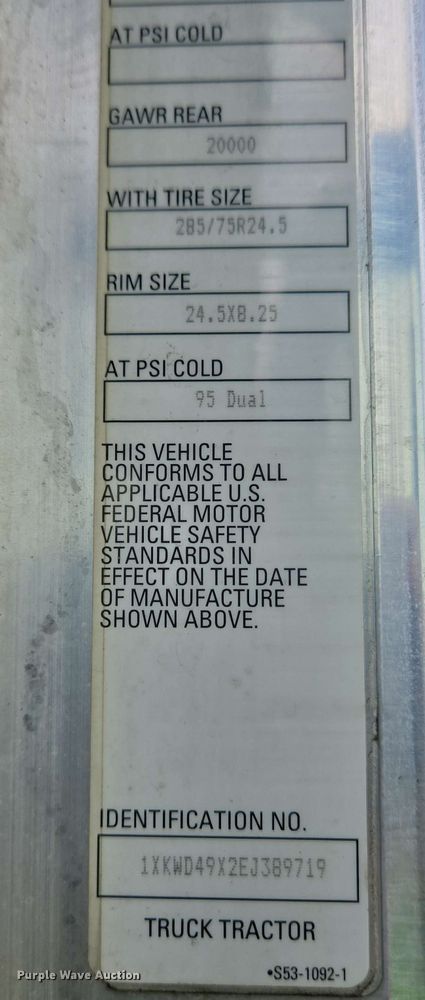 AT PSI COLD
GAWR REAR
20000
WITH TIRE SIZE
285/75R24.5
RIM SIZE
24.5X8.25
AT PSI COLD
95 Dual
THIS VEHICLE
CONFORMS TO ALL
APPLICABLE U.S.
FEDERAL MOTOR
VEHICLE SAFETY
STANDARDS IN
EFFECT ON THE DATE
OF MANUFACTURE
SHOWN ABOVE.
IDENTIFICATION NO.
1XKWD49X2EJ389719
TRUCK TRACTOR
•S53-1092-1
Purple Wave Auction